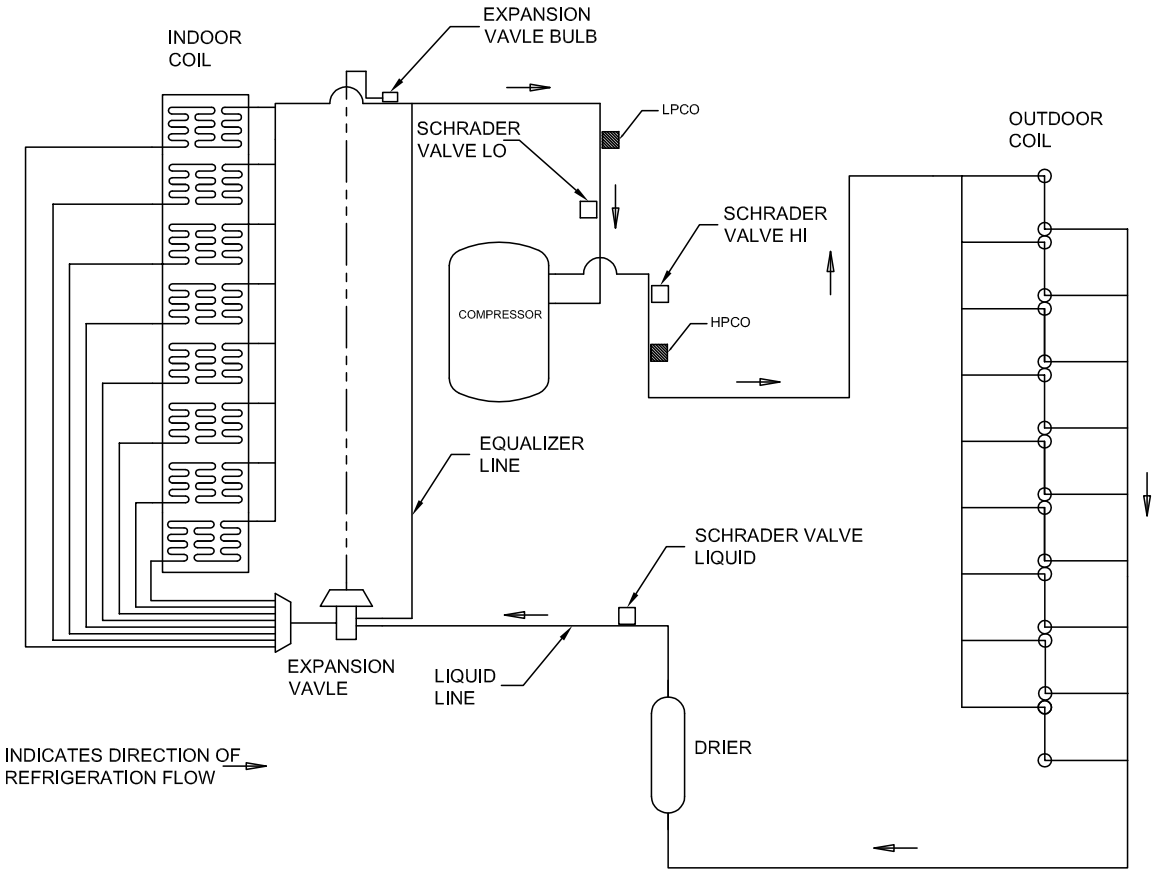 EXPANSION
VAVLE BULB
INDOOR
COIL
LPCO
SCHRADER
VALVE LO
OUTDOOR
COIL
SCHRADER
VALVE HI
COMPRESSOR
HPCO
EQUALIZER
LINE
SCHRADER VALVE
LIQUID
EXPANSION
VAVLE
LIQUID
LINE
DRIER
INDICATES DIRECTION OF
REFRIGERATION FLOW